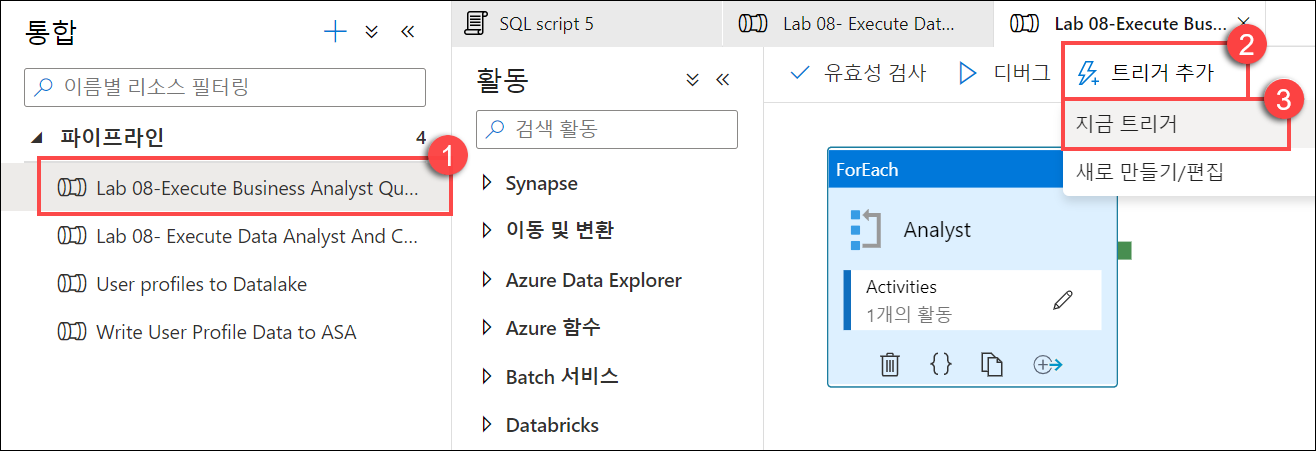 통합
이름별 리소스 필터링
파이프라인 4
1
Lab 08-Execute Business Analyst Qu...
Lab 08- Execute Data Analyst And C...
User profiles to Datalake
Write User Profile Data to ASA
SQL script 5
Lab 08- Execute Dat...
Lab 08-Execute Bus...
활동
검색 활동
Synapse
이동 및 변환
Azure Data Explorer
Azure 함수
Batch 서비스
Databricks
유효성 검사
디버그
트리거 추가
2
지금 트리거
3
새로 만들기/편집
ForEach
Analyst
Activities
1개의 활동